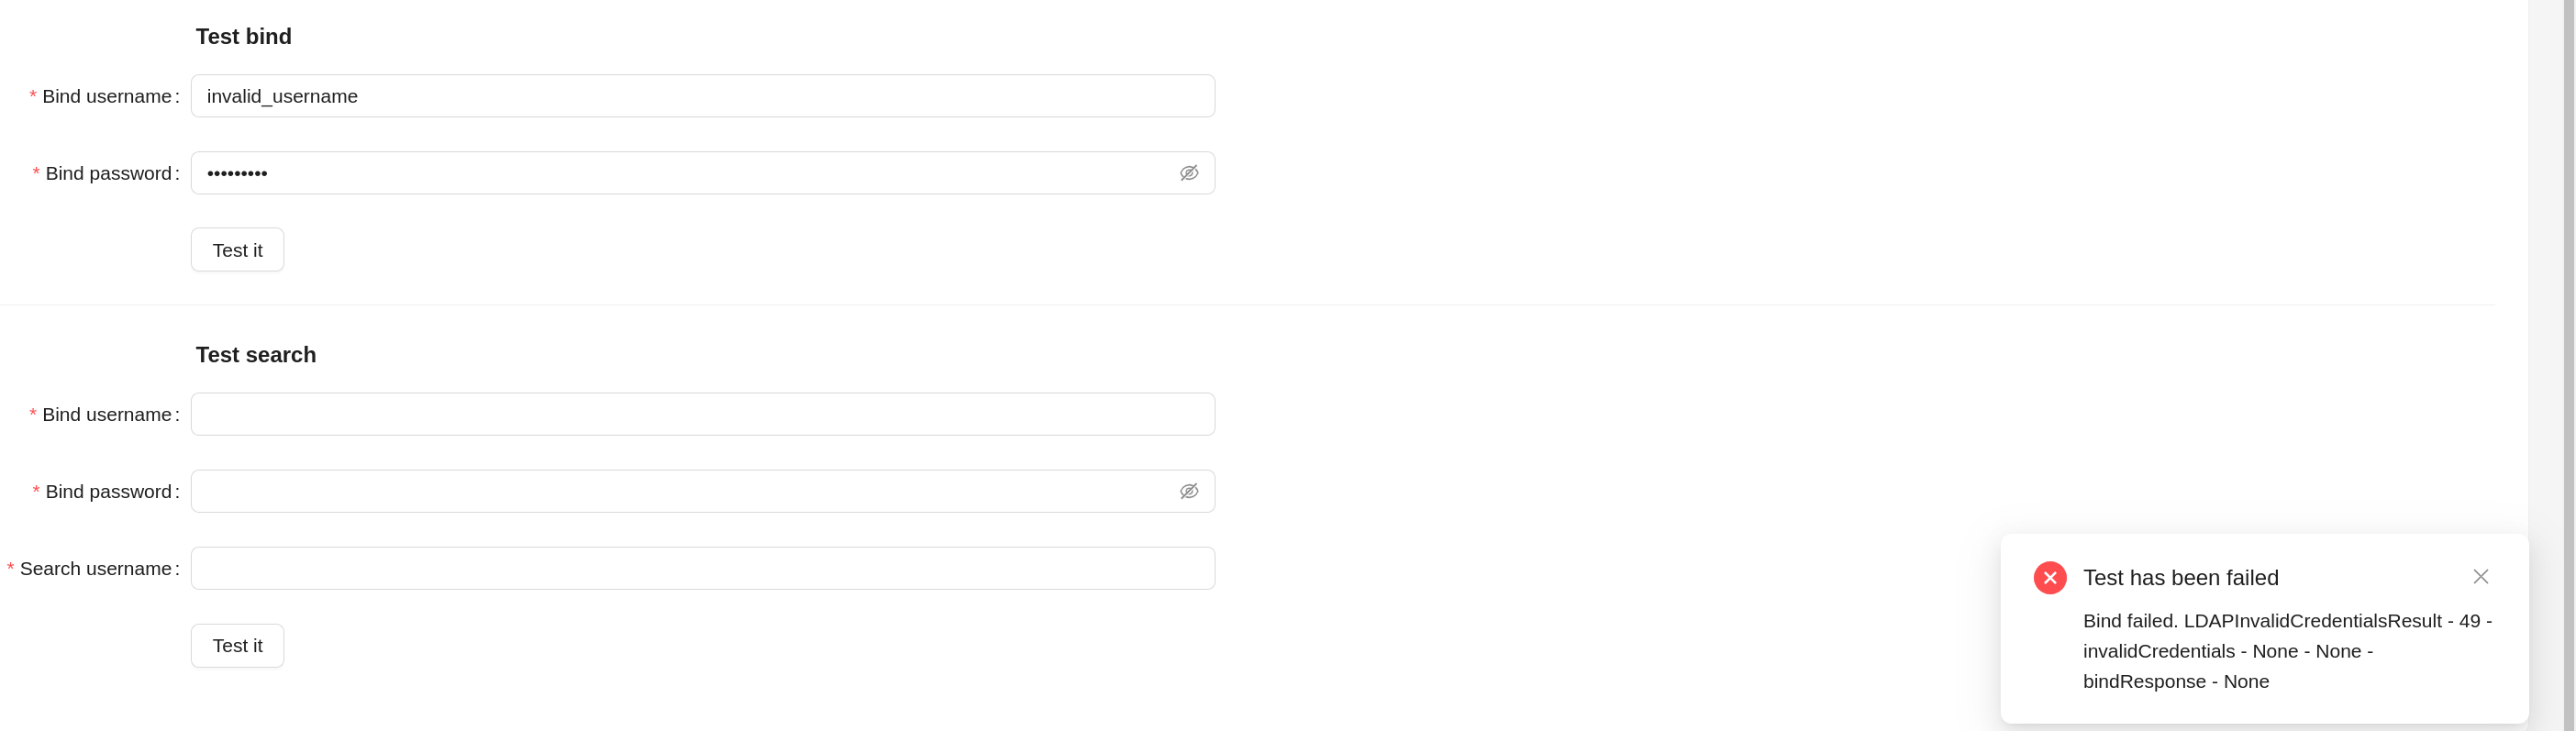 Test bind
* Bind username: invalid_username
* Bind password: •••••••••
Test it
Test search
* Bind username:
* Bind password:
* Search username:
Test it
Test has been failed
Bind failed. LDAPInvalidCredentialsResult - 49 -
invalidCredentials - None - None -
bindResponse - None